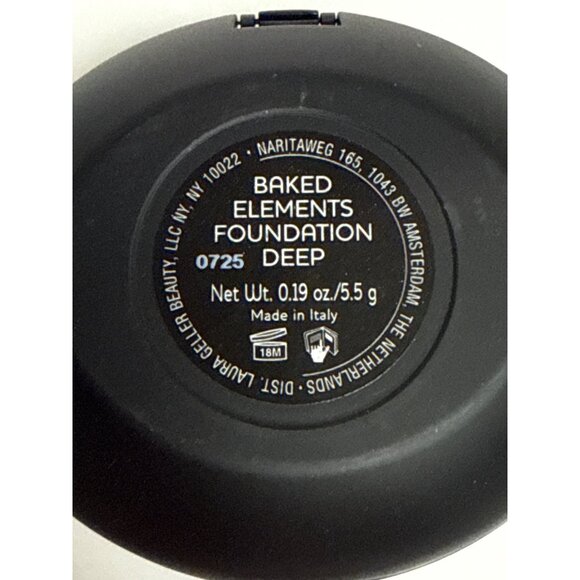 BAKED
ELEMENTS
FOUNDATION
0725 DEEP
Net Wt. 0.19 oz./5.5 g
Made in Italy
18M
DIST. LAURA GELLER BEAUTY, LLC NY, NY 10022 • NARITAWEG 165, 1043 BW AMSTERDAM, THE NETHERLANDS •